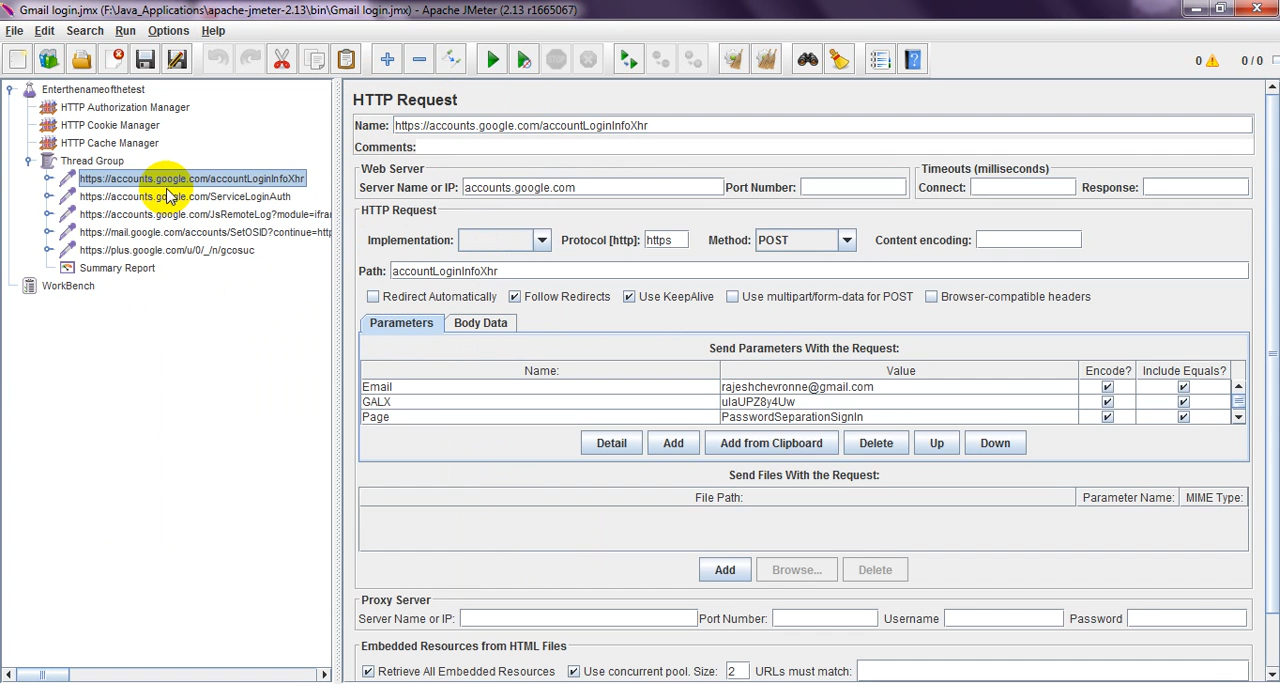 Gmail login.jmx (F:\Java_Applications\apache-jmeter-2.13\bin\Gmail login.jmx) - Apache JMeter (2.13 r1665067)
File Edit Search Run Options Help
0 0 / 0
Enterthenameofthetest
HTTP Authorization Manager
HTTP Cookie Manager
HTTP Cache Manager
Thread Group
https://accounts.google.com/accountLoginInfoXhr
https://accounts.google.com/ServiceLoginAuth
https://accounts.google.com/JsRemoteLog?module=ifra
https://mail.google.com/accounts/SetOSID?continue=http
https://plus.google.com/u/0/_/n/gcosuc
Summary Report
WorkBench
HTTP Request
Name: https://accounts.google.com/accountLoginInfoXhr
Comments:
Web Server
Server Name or IP: accounts.google.com Port Number:
Timeouts (milliseconds)
Connect: Response:
HTTP Request
Implementation: Protocol [http]: https Method: POST Content encoding:
Path: accountLoginInfoXhr
Redirect Automatically Follow Redirects Use KeepAlive Use multipart/form-data for POST Browser-compatible headers
Parameters Body Data
Send Parameters With the Request:
Name: Value Encode? Include Equals?
Email rajeshchevronne@gmail.com
GALX uIaUPZ8y4Uw
Page PasswordSeparationSignIn
Detail Add Add from Clipboard Delete Up Down
Send Files With the Request:
File Path: Parameter Name: MIME Type:
Add Browse... Delete
Proxy Server
Server Name or IP: Port Number: Username Password
Embedded Resources from HTML Files
Retrieve All Embedded Resources Use concurrent pool. Size: 2 URLs must match: